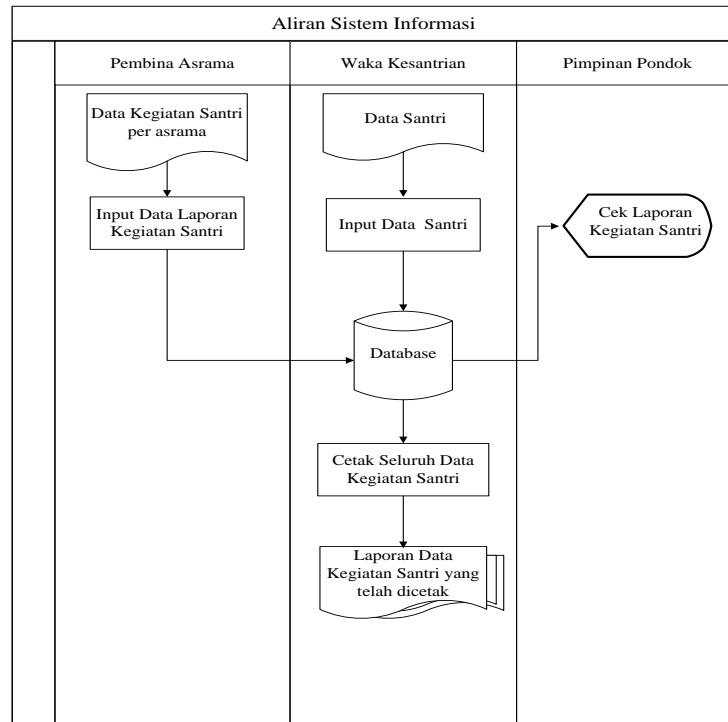 Aliran Sistem Informasi
Pembina Asrama
Waka Kesantrian
Pimpinan Pondok
Data Kegiatan Santri
per asrama
Data Santri
Input Data Laporan
Kegiatan Santri
Input Data Santri
Cek Laporan
Kegiatan Santri
Database
Cetak Seluruh Data
Kegiatan Santri
Laporan Data
Kegiatan Santri yang
telah dicetak